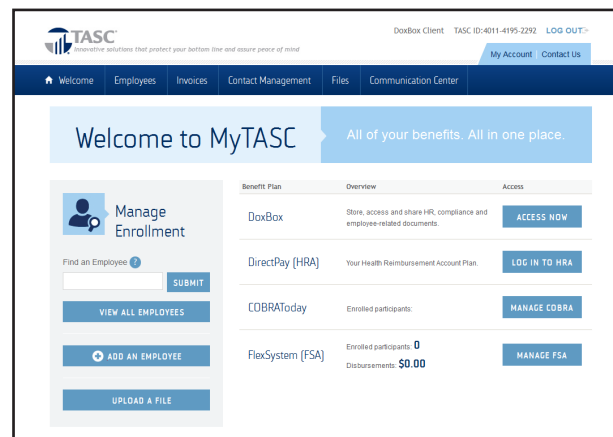 TASC
Innovative solutions that protect your bottom line and assure peace of mind
DoxBox Client TASC ID:4011-4195-2292 LOG OUT
My Account Contact Us
Welcome Employees Invoices Contact Management Files Communication Center
Welcome to MyTASC
All of your benefits. All in one place.
Manage
Enrollment
Find an Employee ?
SUBMIT
VIEW ALL EMPLOYEES
ADD AN EMPLOYEE
UPLOAD A FILE
Benefit Plan Overview Access
DoxBox
Store, access and share HR, compliance and
employee-related documents.
ACCESS NOW
DirectPay (HRA)
Your Health Reimbursement Account Plan.
LOG IN TO HRA
COBRAToday
Enrolled participants:
MANAGE COBRA
FlexSystem (FSA)
Enrolled participants: 0
Disbursements: $0.00
MANAGE FSA